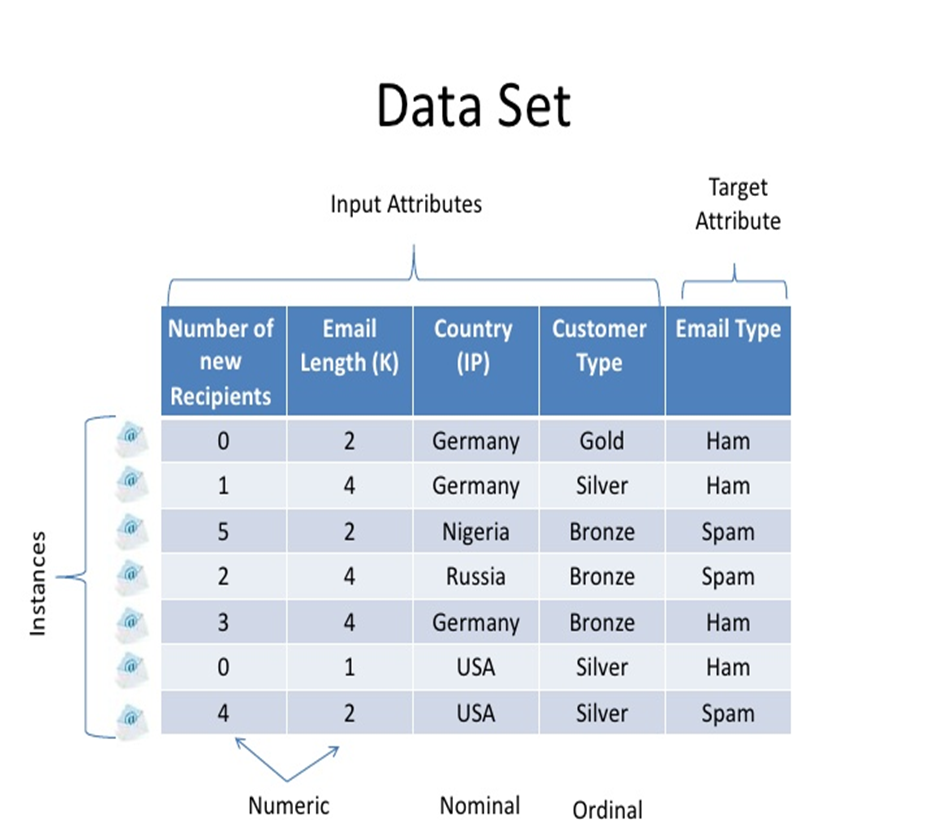 Data Set
Input Attributes
Target
Attribute
Number of
new
Recipients
Email
Length (K)
Country
(IP)
Customer
Type
Email Type
Instances
0 2 Germany Gold Ham
1 4 Germany Silver Ham
5 2 Nigeria Bronze Spam
2 4 Russia Bronze Spam
3 4 Germany Bronze Ham
0 1 USA Silver Ham
4 2 USA Silver Spam
Numeric Nominal Ordinal